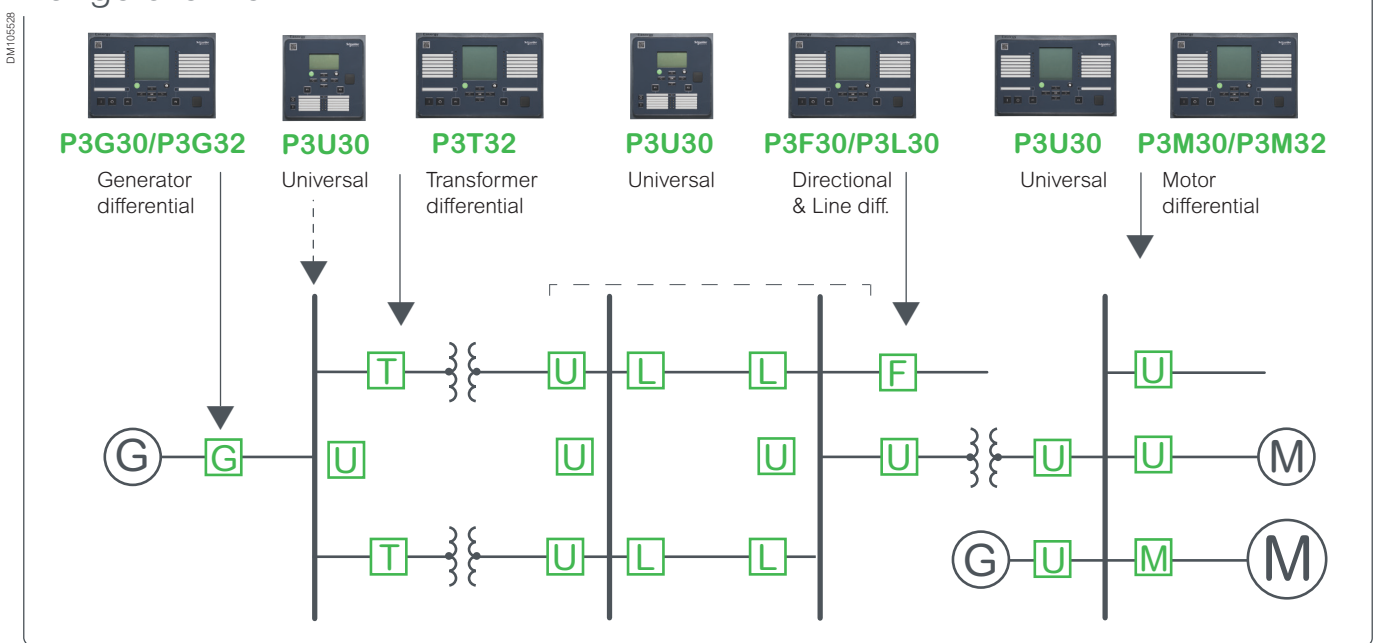 DM105528
P3G30/P3G32 P3U30 P3T32 P3U30 P3F30/P3L30 P3U30 P3M30/P3M32
Generator differential
Universal
Transformer differential
Universal
Directional & Line diff.
Universal
Motor differential
T U L L F U
G G U U U U U U U M
T U L L G U M M